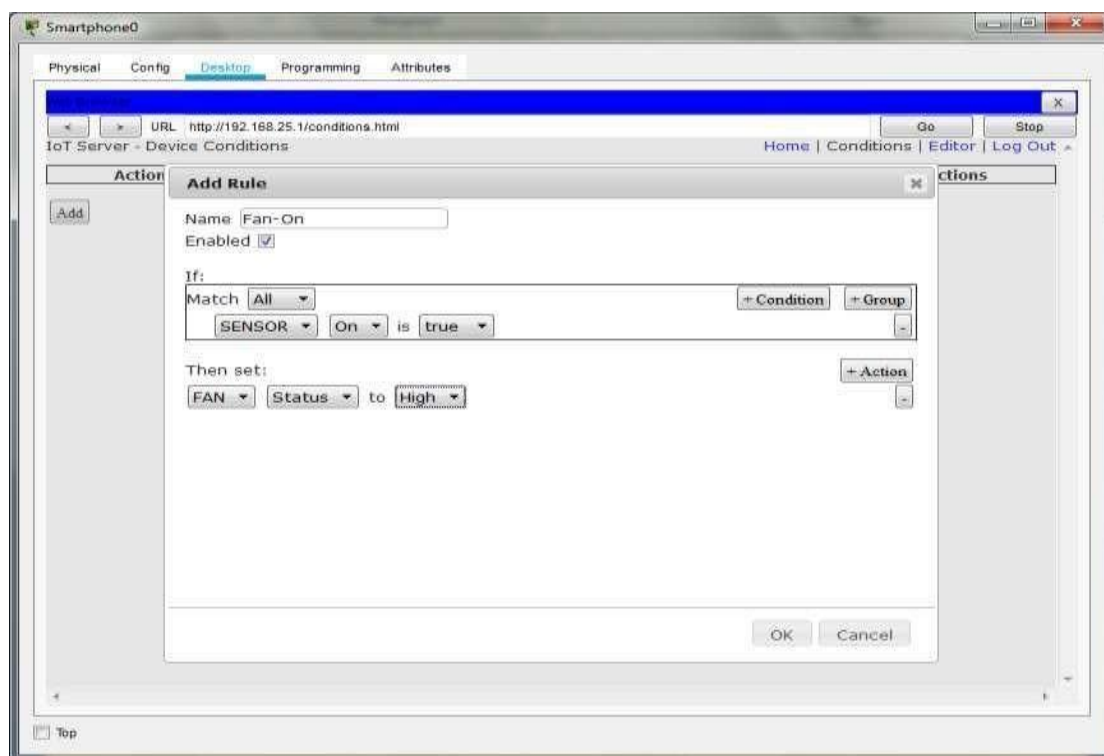 Smartphone0
Physical Config Desktop Programming Attributes
X
< > URL http://192.168.25.1/conditions.html Go Stop
IoT Server - Device Conditions Home | Conditions | Editor | Log Out
Action ctions
Add Rule
Add
Name Fan-On
Enabled
If:
Match All + Condition + Group
SENSOR On is true -
Then set: + Action
FAN Status to High -
OK Cancel
Top